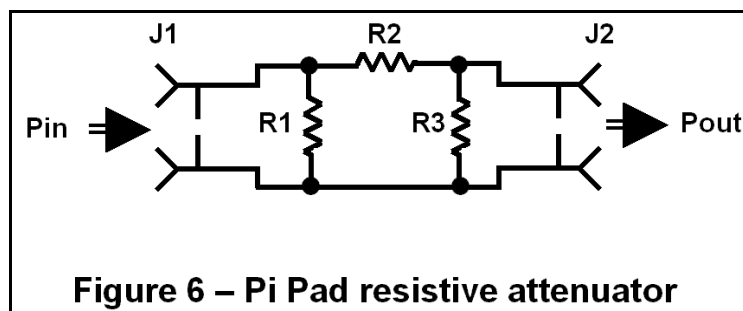 J1 R2 J2
Pin R1 R3 Pout
Figure 6 – Pi Pad resistive attenuator